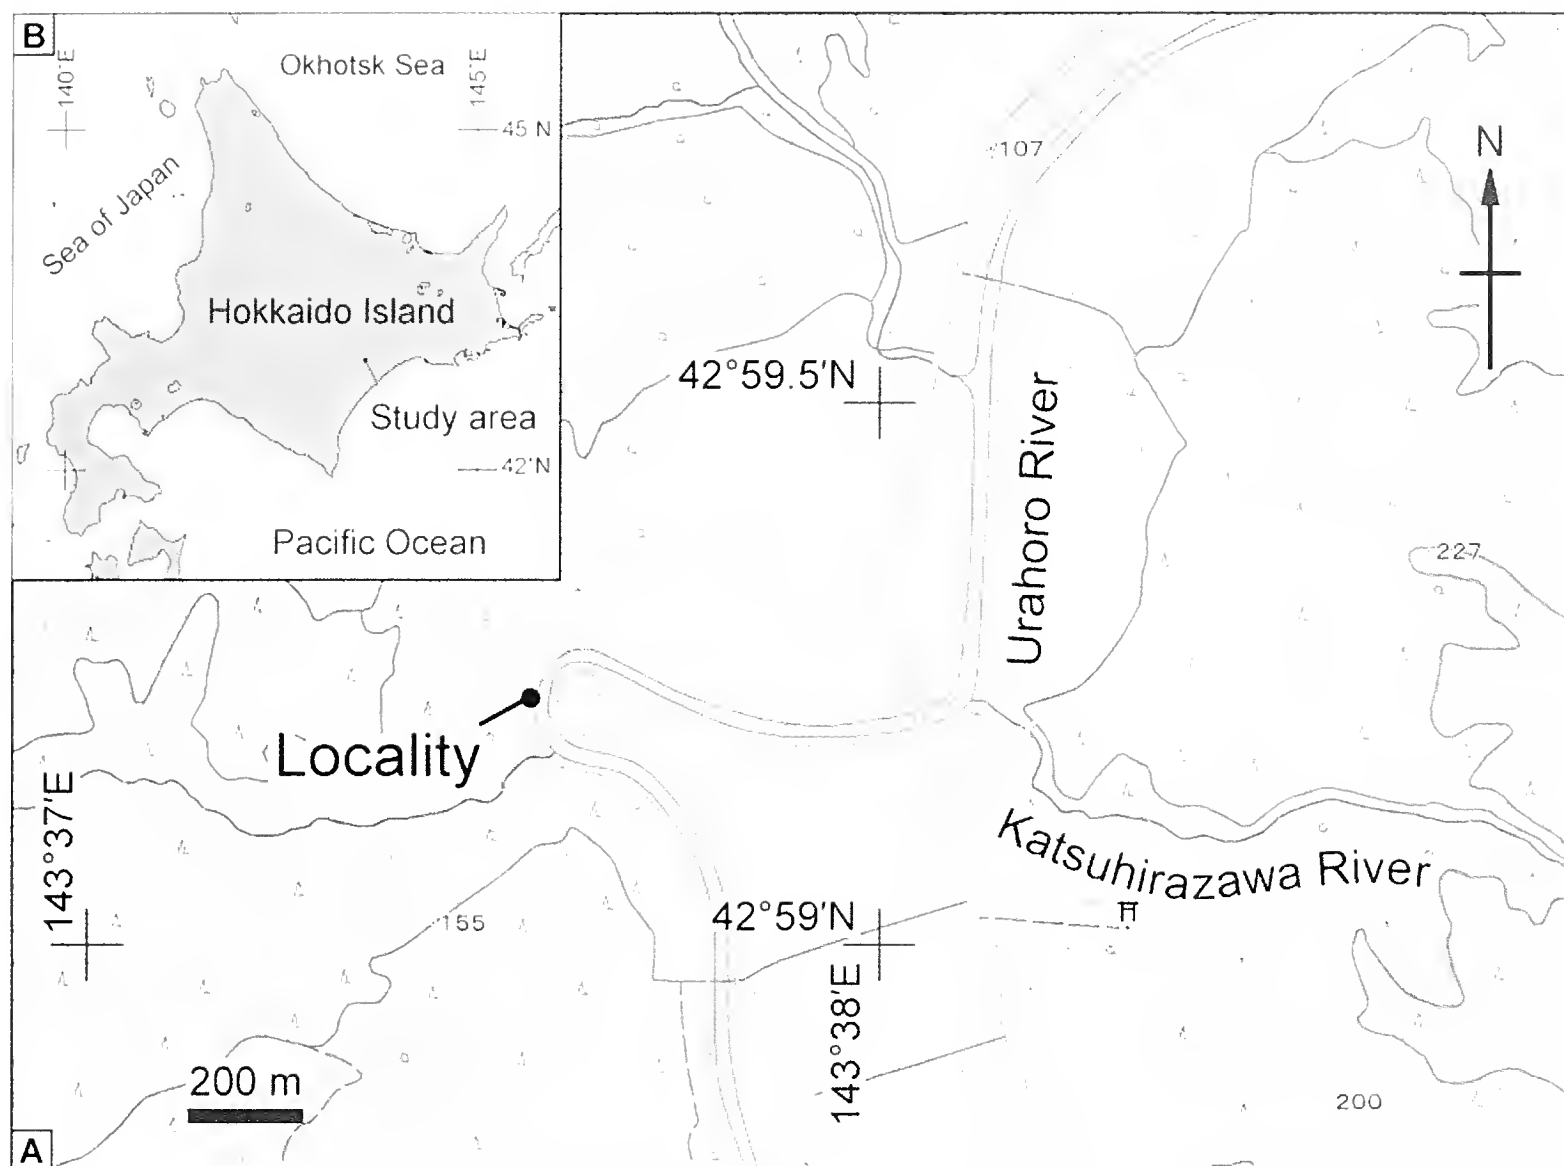 B
140°E
Okhotsk Sea
145°E
45 N
Sea of Japan
Hokkaido Island
Study area
42°N
Pacific Ocean
107
N
42°59.5′N
Urahoro River
227
Locality
143°37′E
Katsuhirazawa River
155
42°59′N
143°38′E
200 m
200
A